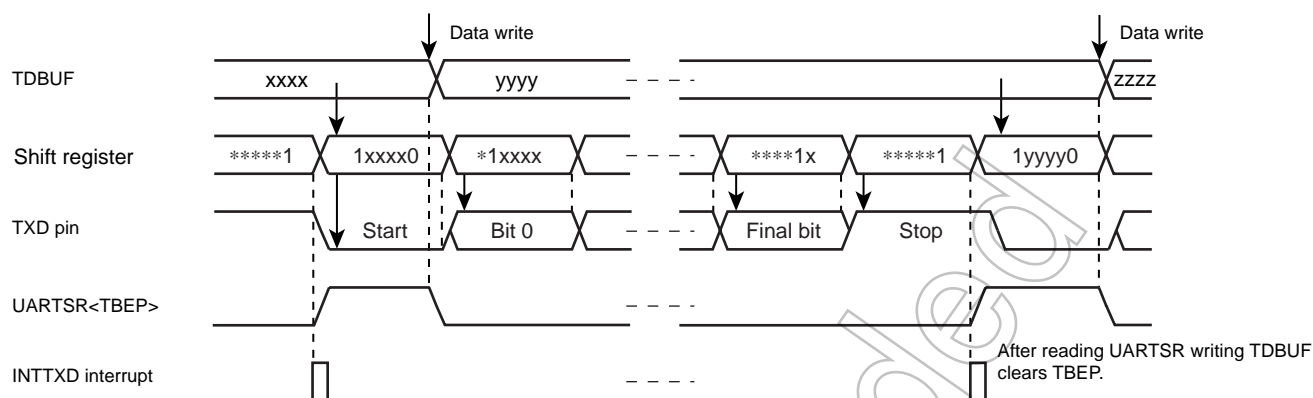 Data write Data write
TDBUF xxxx yyyy zzzz
Shift register *****1 1xxxx0 *1xxxx ****1x *****1 1yyyy0
TXD pin Start Bit 0 Final bit Stop
UARTSR<TBEP>
After reading UARTSR writing TDBUF
INTTXD interrupt clears TBEP.